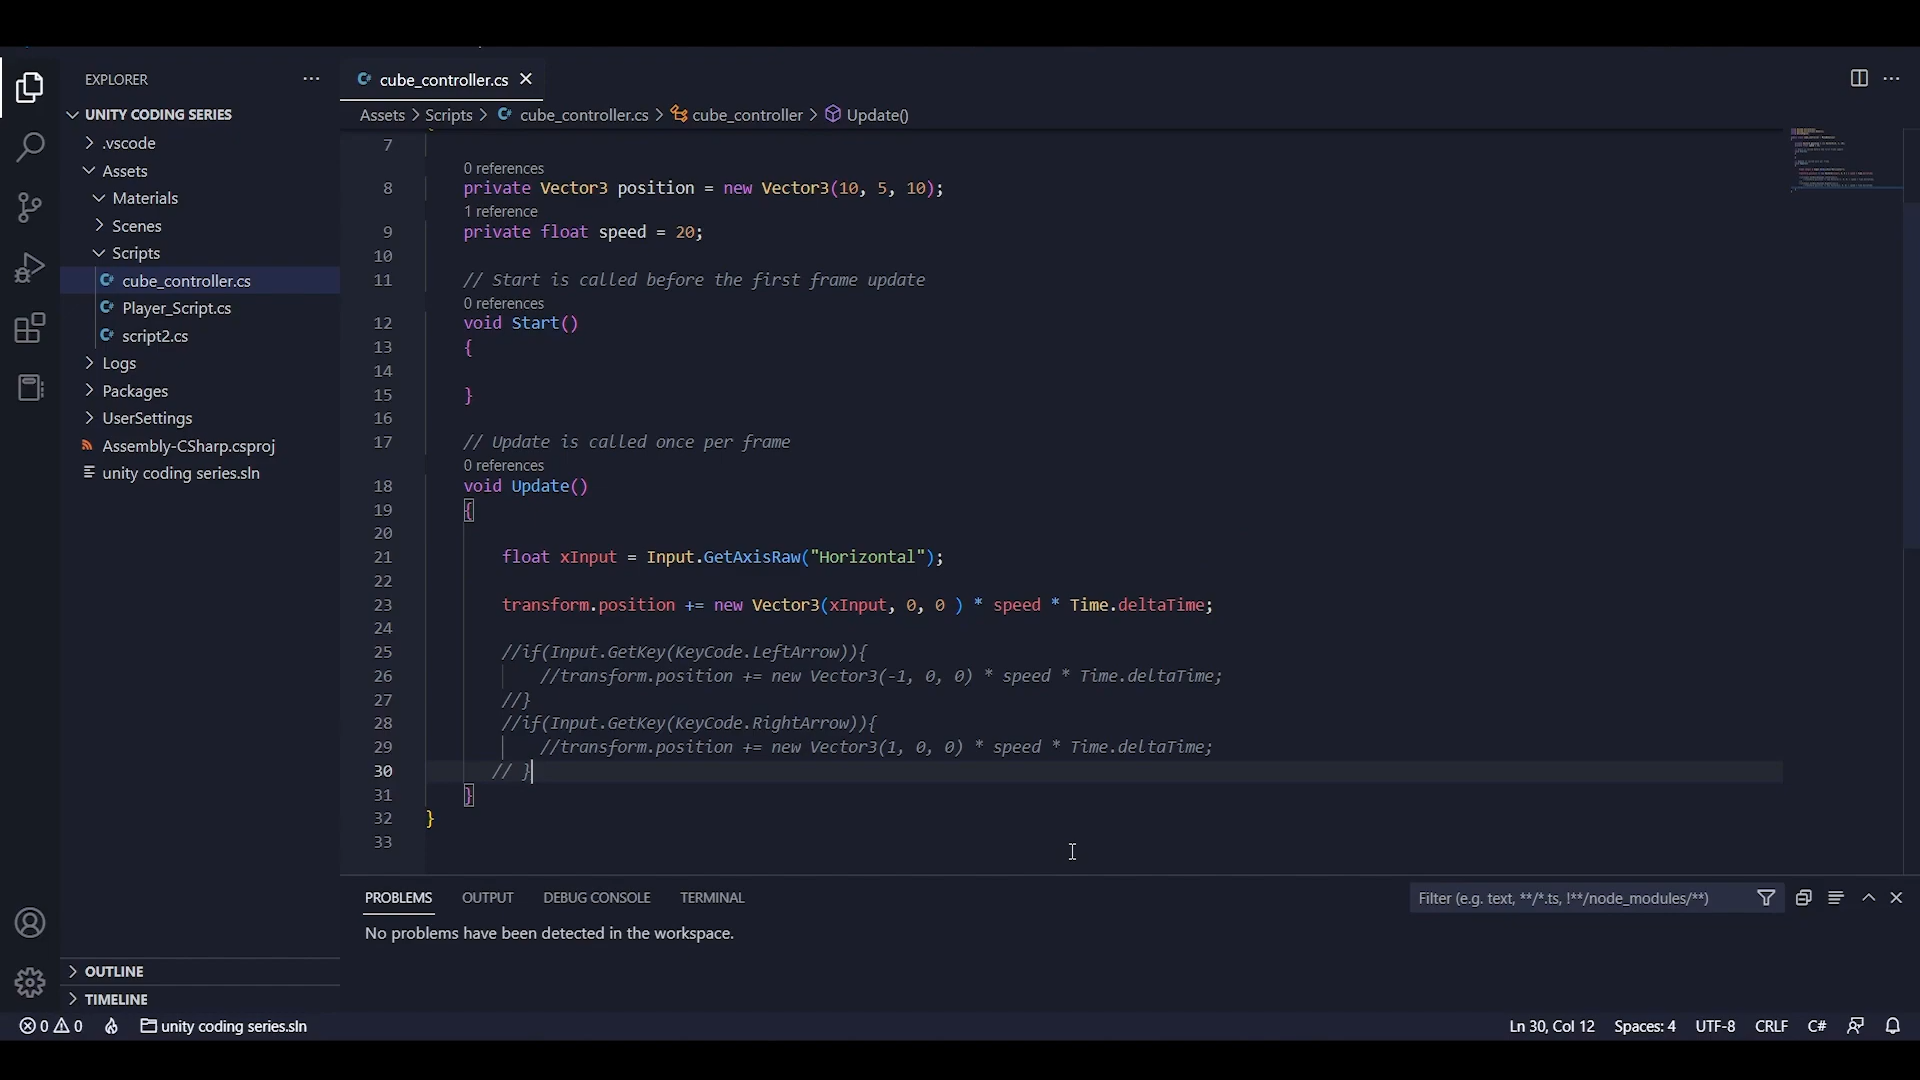 EXPLORER
UNITY CODING SERIES
.vscode
Assets
Materials
Scenes
Scripts
cube_controller.cs
Player_Script.cs
script2.cs
Logs
Packages
UserSettings
Assembly-CSharp.csproj
unity coding series.sln
OUTLINE
TIMELINE
cube_controller.cs
Assets > Scripts > cube_controller.cs > cube_controller > Update()
7
0 references
8 private Vector3 position = new Vector3(10, 5, 10);
1 reference
9 private float speed = 20;
10
11 // Start is called before the first frame update
0 references
12 void Start()
13 {
14
15 }
16
17 // Update is called once per frame
0 references
18 void Update()
19 {
20
21 float xInput = Input.GetAxisRaw("Horizontal");
22
23 transform.position += new Vector3(xInput, 0, 0 ) * speed * Time.deltaTime;
24
25 //if(Input.GetKey(KeyCode.LeftArrow)){
26 //transform.position += new Vector3(-1, 0, 0) * speed * Time.deltaTime;
27 //}
28 //if(Input.GetKey(KeyCode.RightArrow)){
29 //transform.position += new Vector3(1, 0, 0) * speed * Time.deltaTime;
30 // }
31 }
32 }
33
PROBLEMS OUTPUT DEBUG CONSOLE TERMINAL
Filter (e.g. text, **/*.ts, !**/node_modules/**)
No problems have been detected in the workspace.
0 0 unity coding series.sln
Ln 30, Col 12 Spaces: 4 UTF-8 CRLF C#